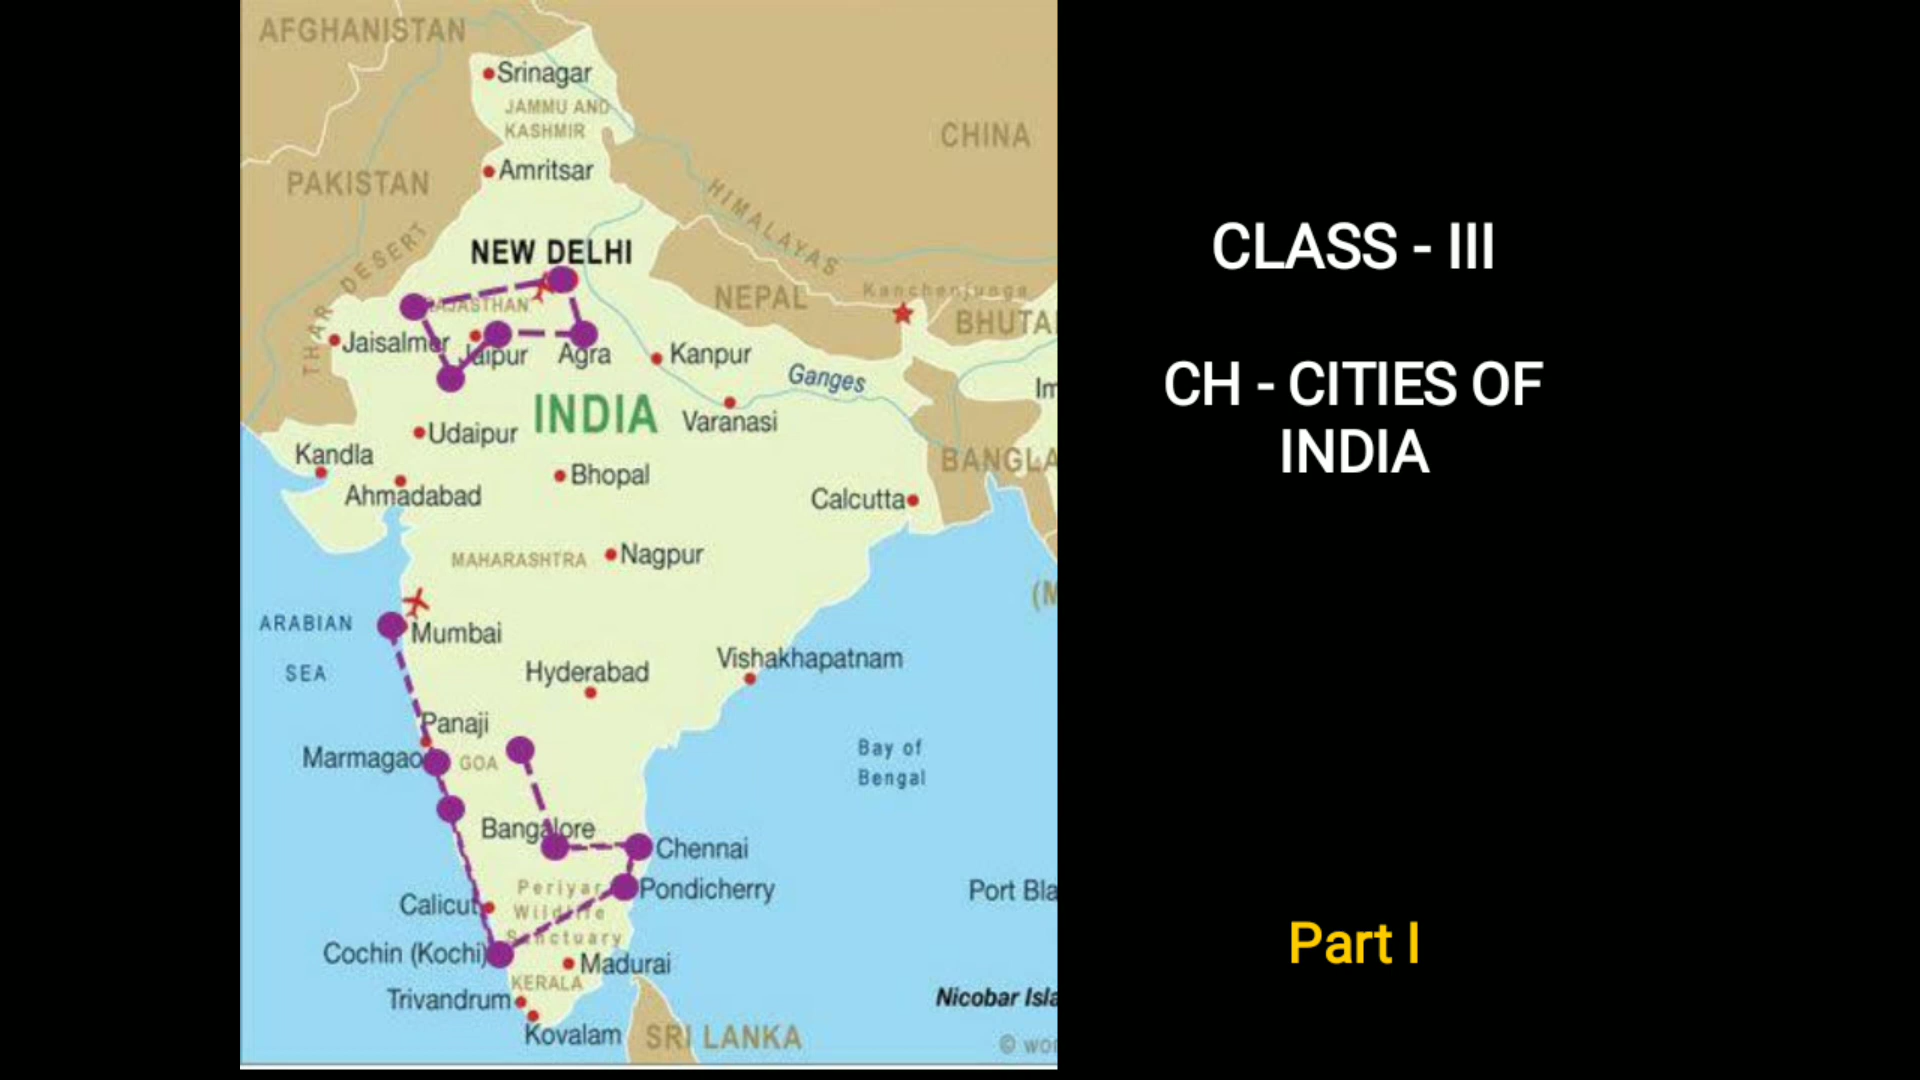 AFGHANISTAN
Srinagar
JAMMU AND
KASHMIR
CHINA
Amritsar
PAKISTAN
HIMALAYAS
THAR DESERT
NEW DELHI
RAJASTHAN
NEPAL
Kanchenjunga
BHUTA
Jaisalmer
Jaipur
Agra
Kanpur
Ganges
Im
INDIA
Varanasi
Udaipur
Kandla
BANGLA
Bhopal
Ahmadabad
Calcutta
MAHARASHTRA
Nagpur
(M
ARABIAN
SEA
Mumbai
Hyderabad
Vishakhapatnam
Panaji
Marmagao
GOA
Bay of
Bengal
Bangalore
Chennai
Periyar
Wildlife
Sanctuary
Pondicherry
Port Bla
Calicut
Cochin (Kochi)
Madurai
KERALA
Trivandrum
Nicobar Isla
Kovalam
SRI LANKA
© wor
CLASS - III
CH - CITIES OF
INDIA
Part I